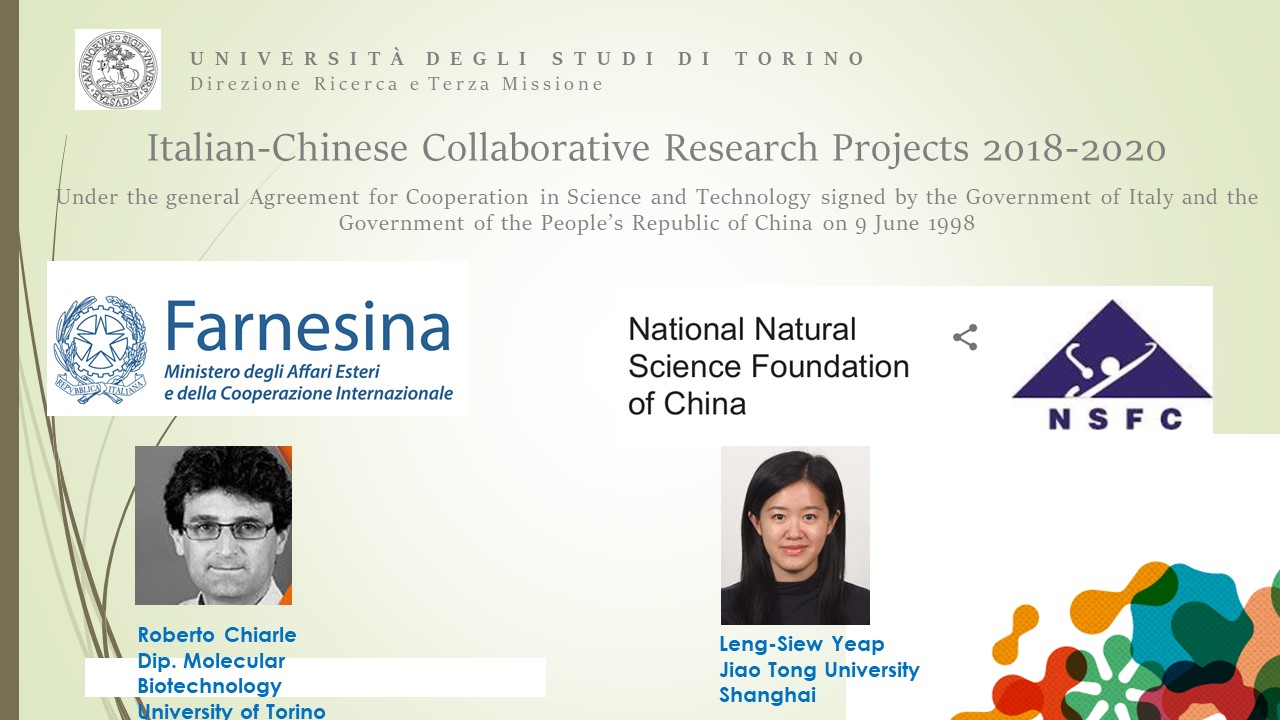 UNIVERSITÀ DEGLI STUDI DI TORINO
Direzione Ricerca e Terza Missione
Italian-Chinese Collaborative Research Projects 2018-2020
Under the general Agreement for Cooperation in Science and Technology signed by the Government of Italy and the
Government of the People’s Republic of China on 9 June 1998
Farnesina
Ministero degli Affari Esteri
e della Cooperazione Internazionale
REPVBBLICA ITALIANA
National Natural
Science Foundation
of China
NSFC
Roberto Chiarle
Dip. Molecular
Biotechnology
University of Torino
Leng-Siew Yeap
Jiao Tong University
Shanghai